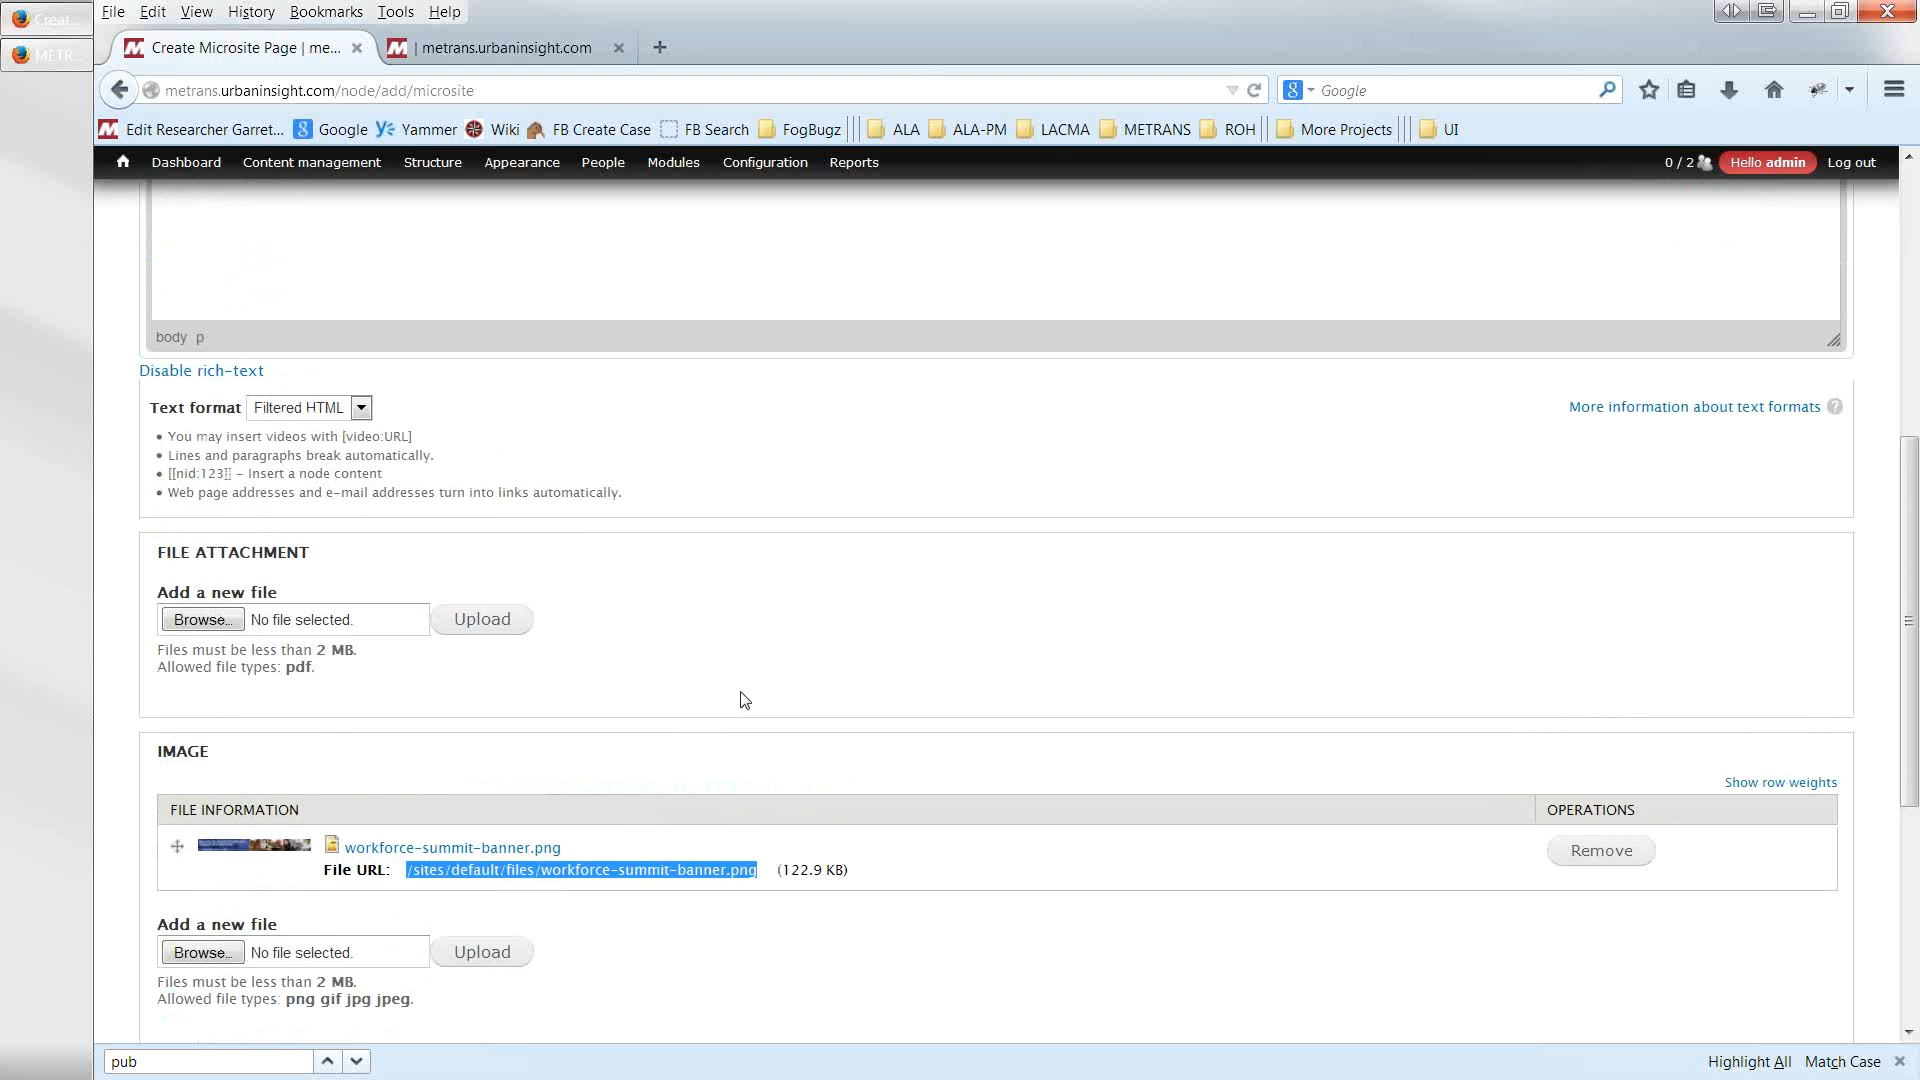 Creat
File Edit View History Bookmarks Tools Help
METR
Create Microsite Page | me...
| metrans.urbaninsight.com
metrans.urbaninsight.com/node/add/microsite
Google
Edit Researcher Garret... Google Yammer Wiki FB Create Case FB Search FogBugz ALA ALA-PM LACMA METRANS ROH More Projects UI
Dashboard Content management Structure Appearance People Modules Configuration Reports 0 / 2 Hello admin Log out
body p
Disable rich-text
Text format Filtered HTML More information about text formats
• You may insert videos with [video:URL]
• Lines and paragraphs break automatically.
• [[nid:123]] - Insert a node content
• Web page addresses and e-mail addresses turn into links automatically.
FILE ATTACHMENT
Add a new file
Browse... No file selected. Upload
Files must be less than 2 MB.
Allowed file types: pdf.
IMAGE
Show row weights
FILE INFORMATION OPERATIONS
workforce-summit-banner.png
Remove
File URL: /sites/default/files/workforce-summit-banner.png (122.9 KB)
Add a new file
Browse... No file selected. Upload
Files must be less than 2 MB.
Allowed file types: png gif jpg jpeg.
pub Highlight All Match Case